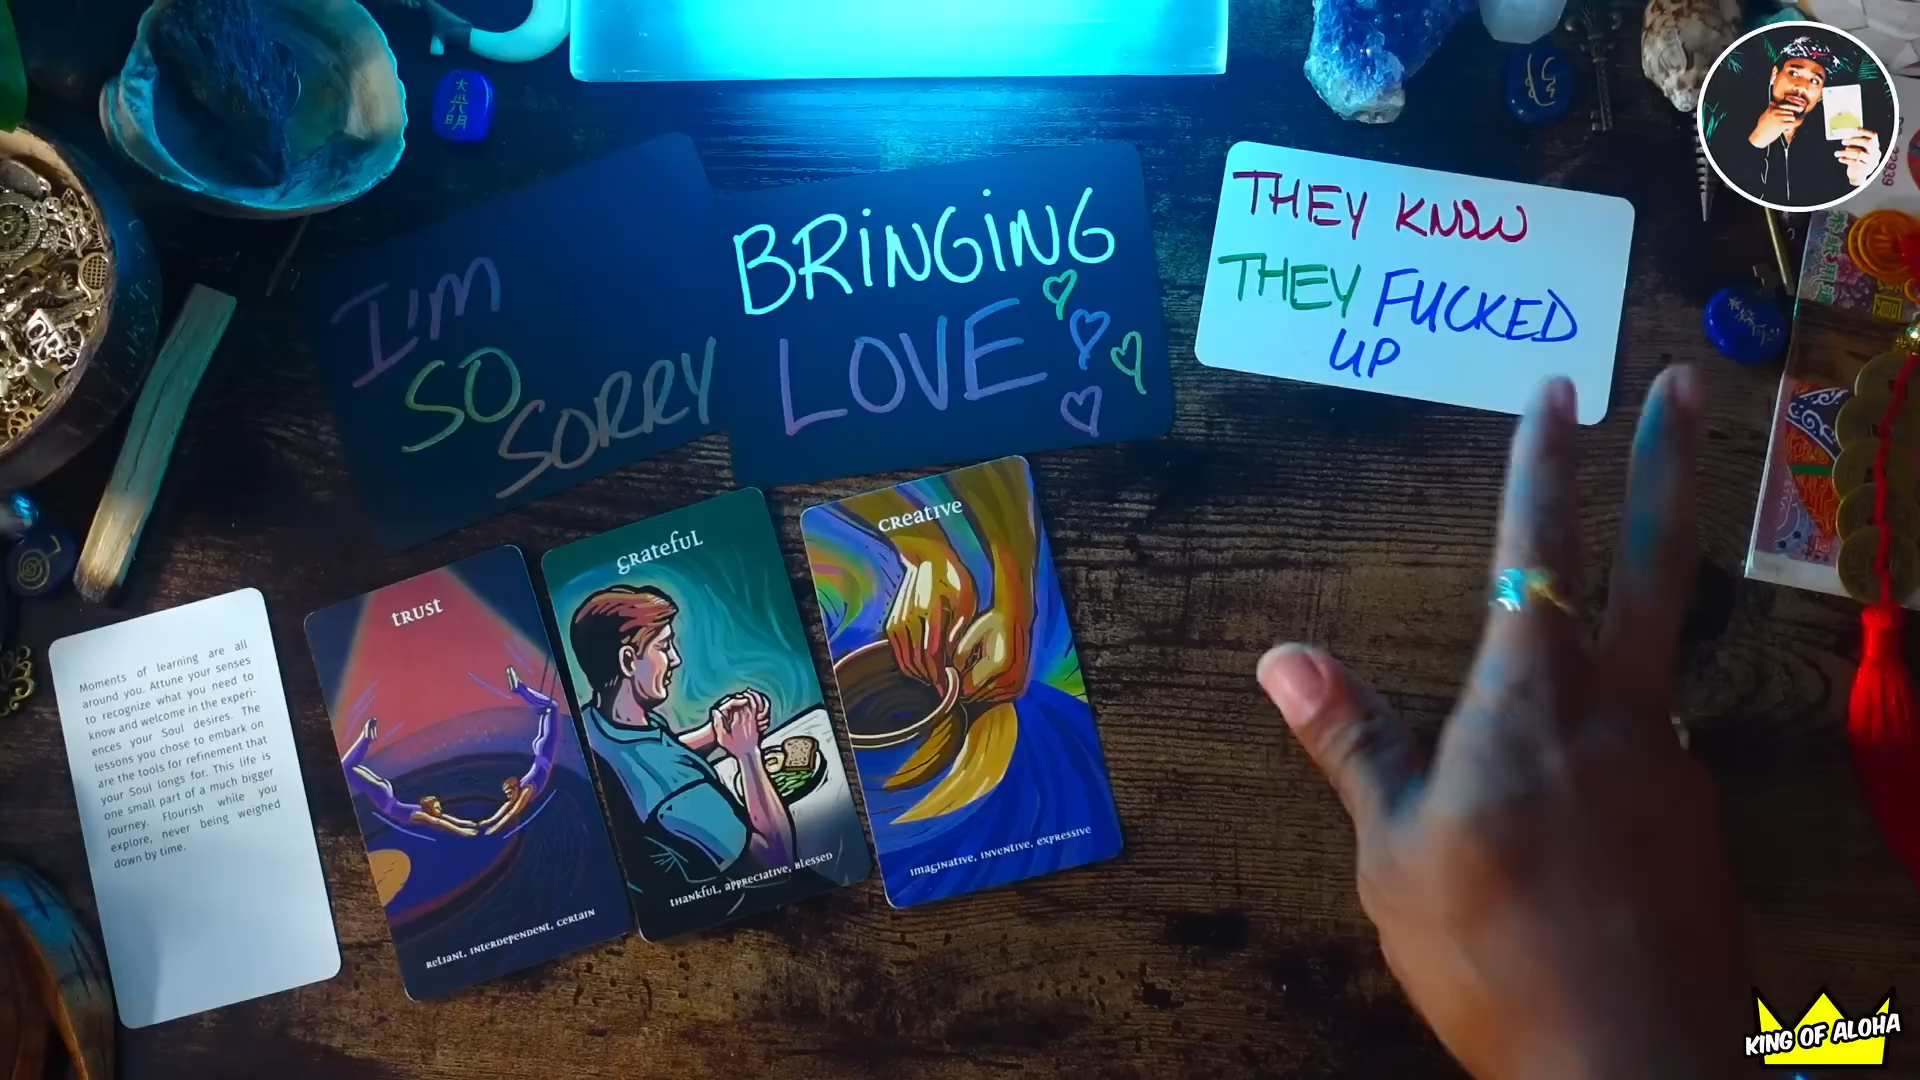 I'M
SO
SORRY
BRiNGiNG
LOVE
THEY KNOW
THEY FUCKED
UP
Moments of learning are all
around you. Attune your senses
to recognize what you need to
know and welcome in the experi-
ences your Soul desires. The
lessons you chose to embark on
are the tools for refinement that
your Soul longs for. This life is
one small part of a much bigger
journey. Flourish while you
explore, never being weighed
down by time.
trust
reliant, interdependent, certain
grateful
thankful, appreciative, blessed
creative
imaginative, inventive, expressive
大
光
明
KING OF ALOHA